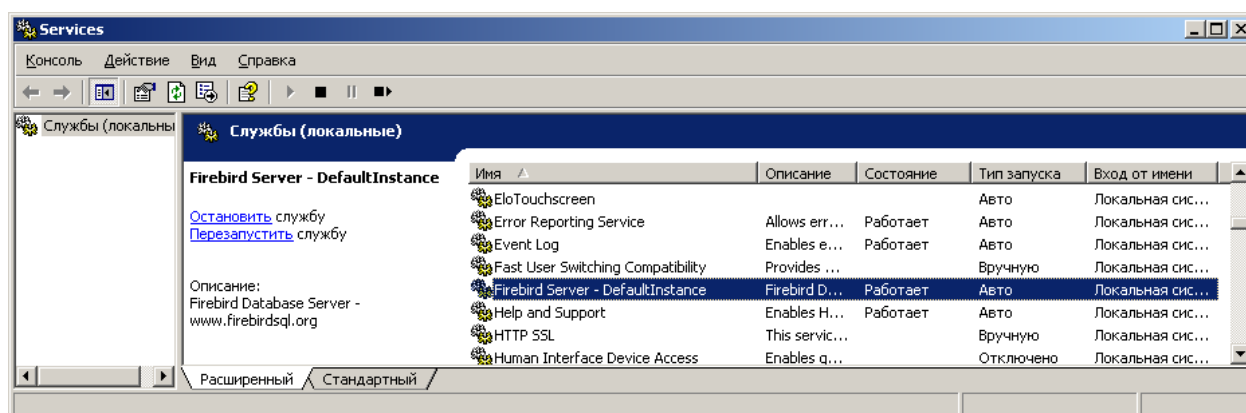 Services
Консоль Действие Вид Справка
Службы (локальны
Службы (локальные)
Firebird Server - DefaultInstance
Остановить службу
Перезапустить службу
Описание:
Firebird Database Server -
www.firebirdsql.org
Имя Описание Состояние Тип запуска Вход от имени
EloTouchscreen Авто Локальная сис...
Error Reporting Service Allows err... Работает Авто Локальная сис...
Event Log Enables e... Работает Авто Локальная сис...
Fast User Switching Compatibility Provides ... Вручную Локальная сис...
Firebird Server - DefaultInstance Firebird D... Работает Авто Локальная сис...
Help and Support Enables H... Работает Авто Локальная сис...
HTTP SSL This servic... Вручную Локальная сис...
Human Interface Device Access Enables g... Отключено Локальная сис...
Расширенный Стандартный